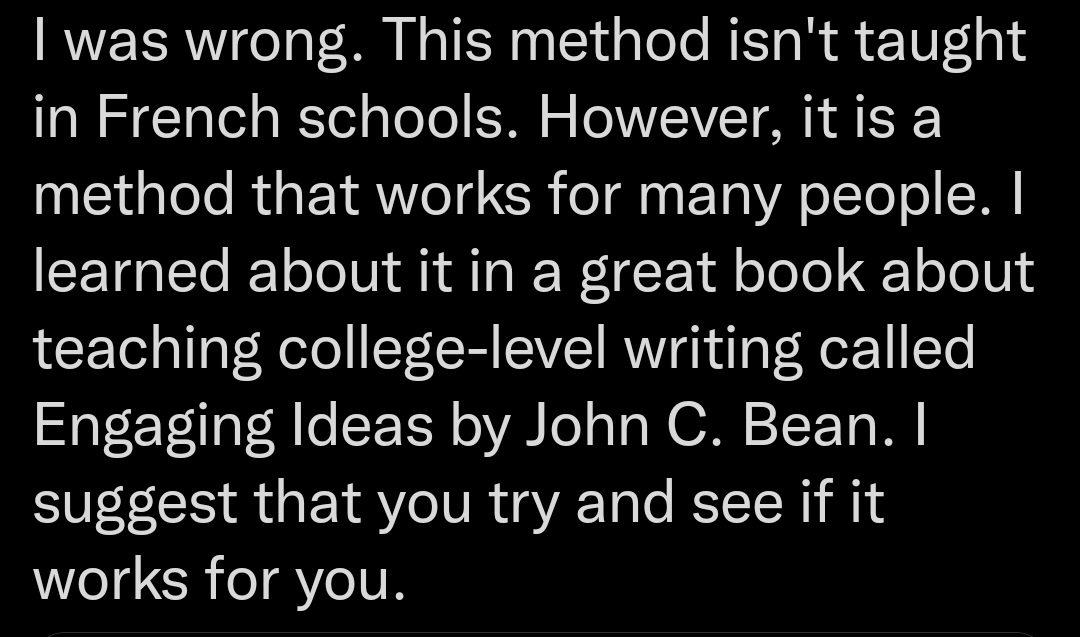 I was wrong. This method isn't taught
in French schools. However, it is a
method that works for many people. I
learned about it in a great book about
teaching college-level writing called
Engaging Ideas by John C. Bean. I
suggest that you try and see if it
works for you.